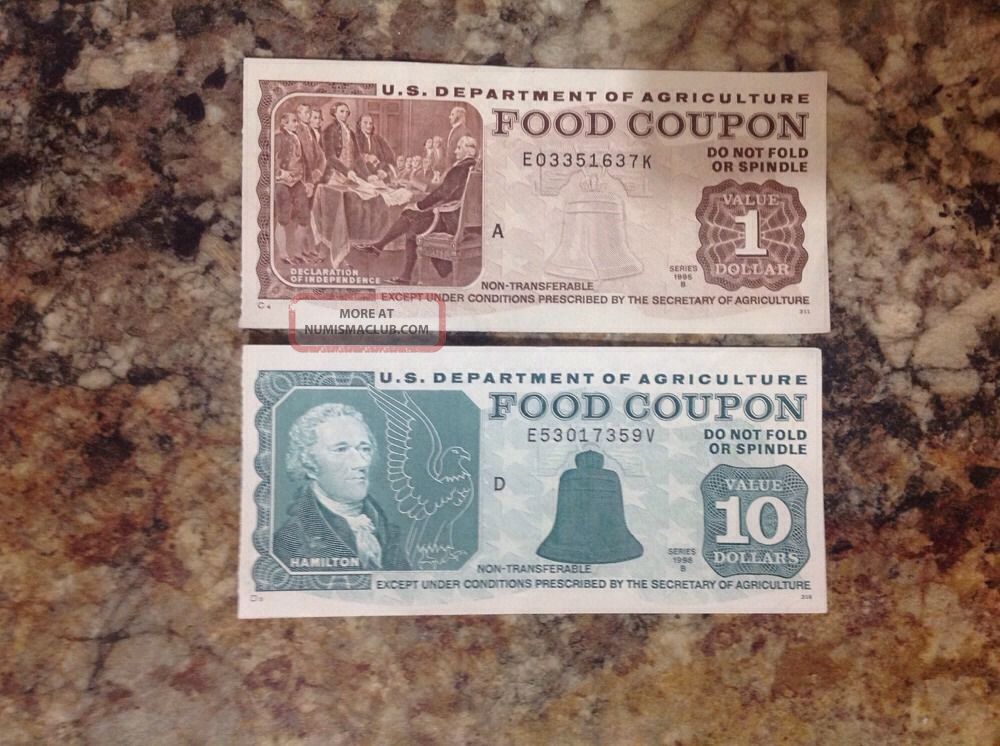 U.S. DEPARTMENT OF AGRICULTURE
FOOD COUPON
E03351637K
DO NOT FOLD
OR SPINDLE
A
VALUE
1
DOLLAR
DECLARATION
OF INDEPENDENCE
SERIES
B
NON-TRANSFERABLE
EXCEPT UNDER CONDITIONS PRESCRIBED BY THE SECRETARY OF AGRICULTURE
311
MORE AT
NUMISMACLUB.COM
U.S. DEPARTMENT OF AGRICULTURE
FOOD COUPON
E53017359V
DO NOT FOLD
OR SPINDLE
D
VALUE
10
DOLLARS
HAMILTON
SERIES
1998
B
NON-TRANSFERABLE
EXCEPT UNDER CONDITIONS PRESCRIBED BY THE SECRETARY OF AGRICULTURE